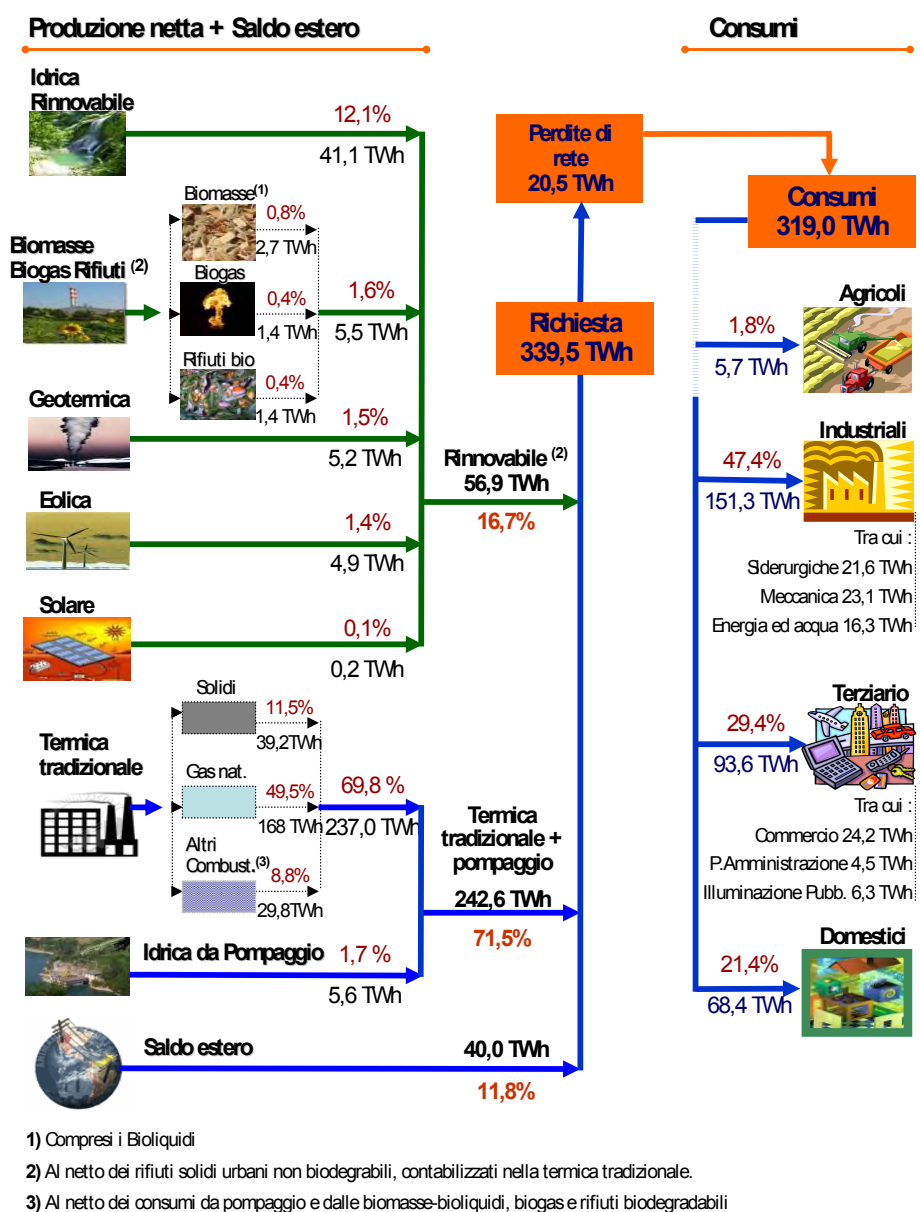 Produzione netta + Saldo estero
Idrica
Rinnovabile
12,1%
41,1 TWh
Biomasse
Biogas Rifiuti (2)
Biomasse(1)
0,8%
2,7 TWh
Biogas
0,4%
1,4 TWh
Rifiuti bio
0,4%
1,4 TWh
1,6%
5,5 TWh
Geotermica
1,5%
5,2 TWh
Eolica
1,4%
4,9 TWh
Solare
0,1%
0,2 TWh
Rinnovabile (2)
56,9 TWh
16,7%
Termica
tradizionale
Solidi
11,5%
39,2TWh
Gas nat.
49,5%
168 TWh
Altri
Combust.(3)
8,8%
29,8TWh
69,8 %
237,0 TWh
Idrica da Pompaggio
1,7 %
5,6 TWh
Termica
tradizionale +
pompaggio
242,6 TWh
71,5%
Saldo estero
40,0 TWh
11,8%
Perdite di
rete
20,5 TWh
Richiesta
339,5 TWh
Consumi
Consumi
319,0 TWh
Agricoli
1,8%
5,7 TWh
Industriali
47,4%
151,3 TWh
Tra cui :
Siderurgiche 21,6 TWh
Meccanica 23,1 TWh
Energia ed acqua 16,3 TWh
Terziario
29,4%
93,6 TWh
Tra cui :
Commercio 24,2 TWh
P.Amministrazione 4,5 TWh
Illuminazione Pubb. 6,3 TWh
Domestici
21,4%
68,4 TWh
1) Compresi i Bioliquidi
2) Al netto dei rifiuti solidi urbani non biodegrabili, contabilizzati nella termica tradizionale.
3) Al netto dei consumi da pompaggio e dalle biomasse-bioliquidi, biogas e rifiuti biodegradabili